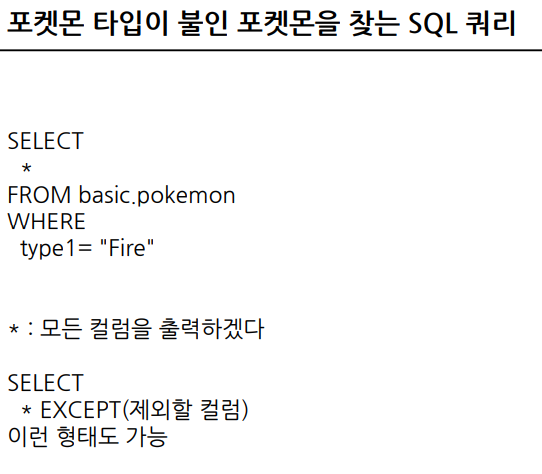 포켓몬 타입이 불인 포켓몬을 찾는 SQL 쿼리
SELECT
*
FROM basic.pokemon
WHERE
type1= "Fire"
* : 모든 컬럼을 출력하겠다
SELECT
* EXCEPT(제외할 컬럼)
이런 형태도 가능